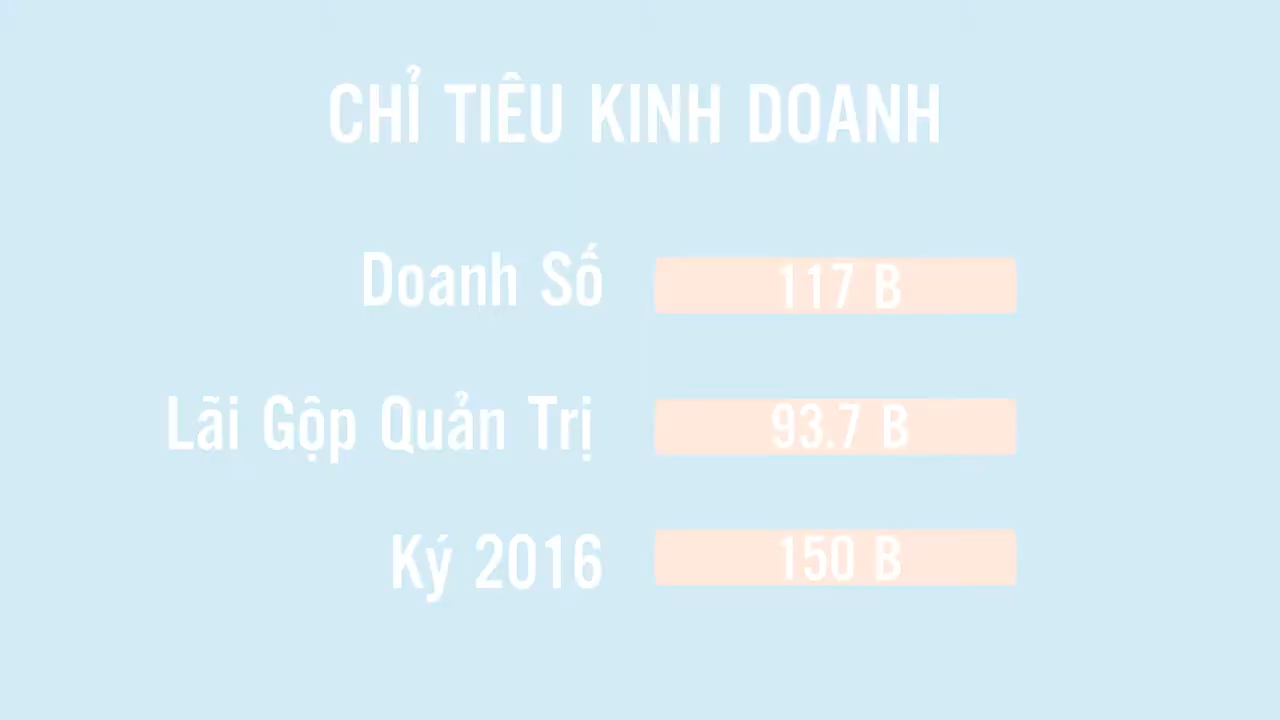 CHỈ TIÊU KINH DOANH
Doanh Số 117 B
Lãi Gộp Quản Trị 93.7 B
Ký 2016 150 B